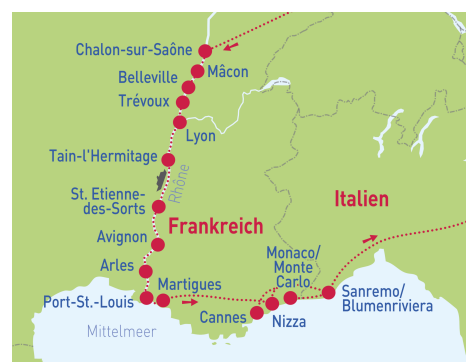 Chalon-sur-Saône
Mâcon
Belleville
Trévoux
Lyon
Tain-l'Hermitage
Rhône
St. Etienne-
des-Sorts
Italien
Frankreich
Avignon
Monaco/
Monte
Carlo
Arles
Martigues
Port-St.-Louis
Sanremo/
Blumenriviera
Cannes
Nizza
Mittelmeer